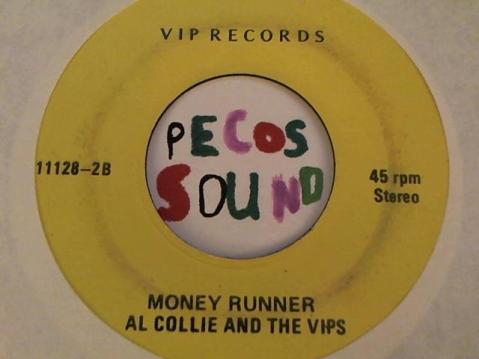 VIP RECORDS
PECOS
SOUND
11128-2B
45 rpm
Stereo
MONEY RUNNER
AL COLLIE AND THE VIPS